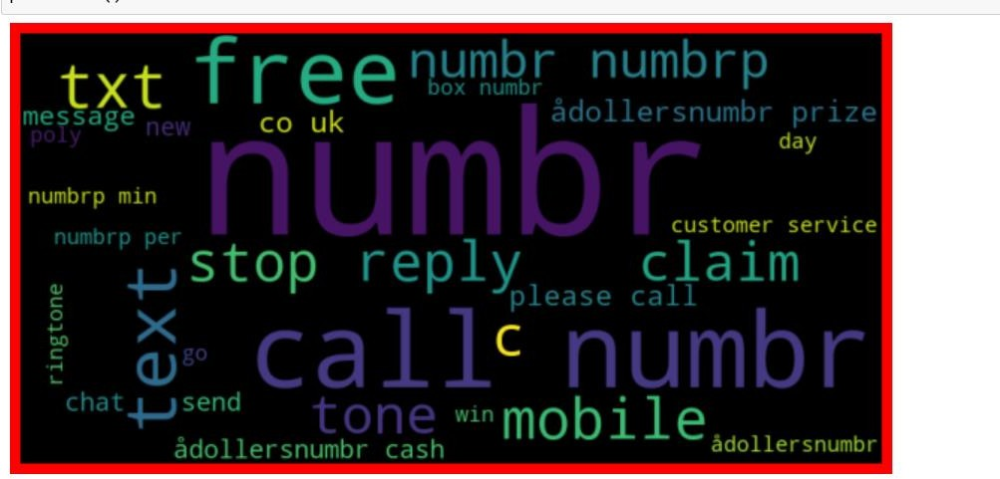 free
numbr numbrp
txt
box numbr
message
ådollersnumbr prize
poly
new
co uk
day
numbr
numbrp min
customer service
numbrp per
stop
reply
claim
text
please call
ringtone
call numbr
c
go
chat
send
tone
win
mobile
ådollersnumbr cash
ådollersnumbr